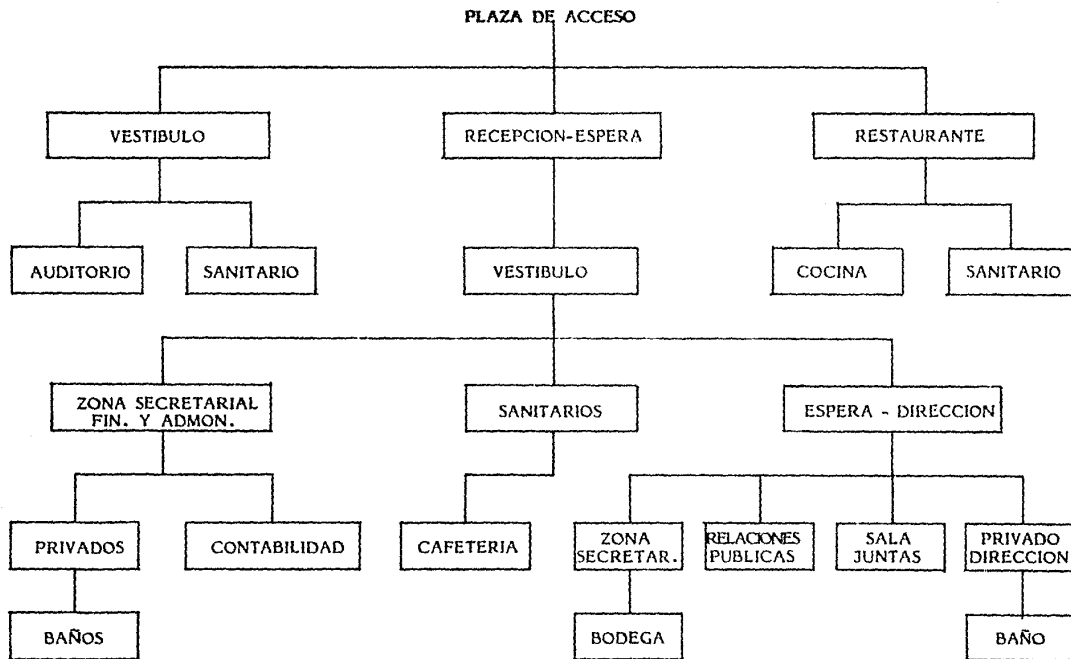 PLAZA DE ACCESO
VESTIBULO
RECEPCION-ESPERA
RESTAURANTE
AUDITORIO
SANITARIO
VESTIBULO
COCINA
SANITARIO
ZONA SECRETARIAL
FIN. Y ADMON.
SANITARIOS
ESPERA - DIRECCION
PRIVADOS
CONTABILIDAD
CAFETERIA
ZONA
SECRETAR.
RELACIONES
PUBLICAS
SALA
JUNTAS
PRIVADO
DIRECCION
BAÑOS
BODEGA
BAÑO